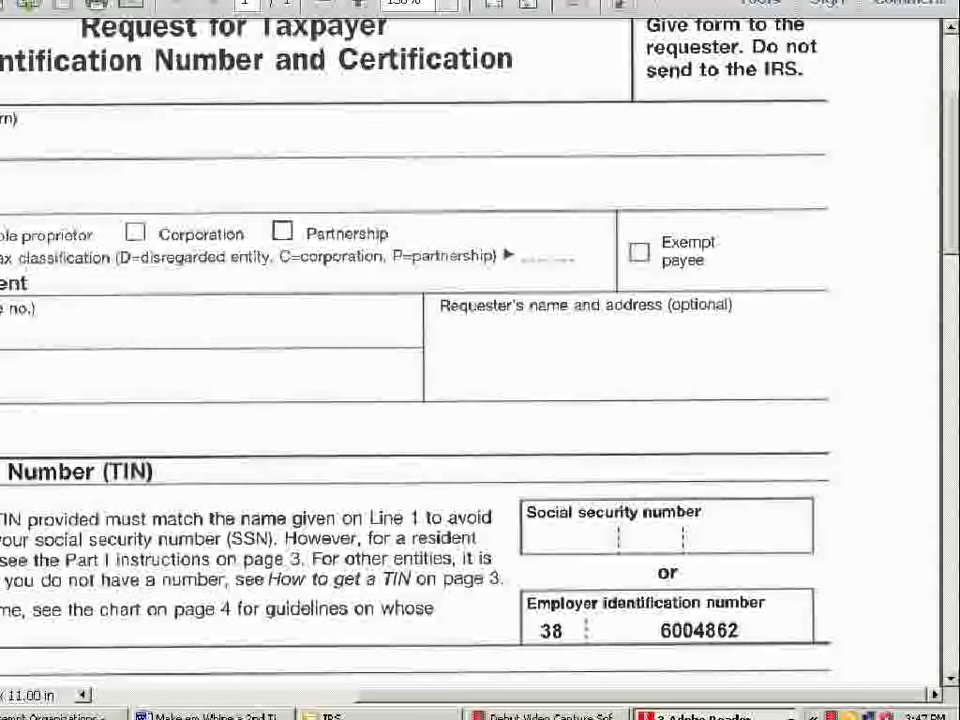 Request for Taxpayer
ntification Number and Certification
Give form to the
requester. Do not
send to the IRS.
rn)
ole proprietor Corporation Partnership
ax classification (D=disregarded entity, C=corporation, P=partnership)
Exempt
payee
ent
e no.)
Requester's name and address (optional)
Number (TIN)
TIN provided must match the name given on Line 1 to avoid
your social security number (SSN). However, for a resident
see the Part I instructions on page 3. For other entities, it is
you do not have a number, see How to get a TIN on page 3.
me, see the chart on page 4 for guidelines on whose
Social security number
or
Employer identification number
38 6004862
x 11.00 in
empt Organizations - Make an Whine a 2nd Ti IRS Debut Video Capture Sof 3 Adobe Reader « 3:47 PM